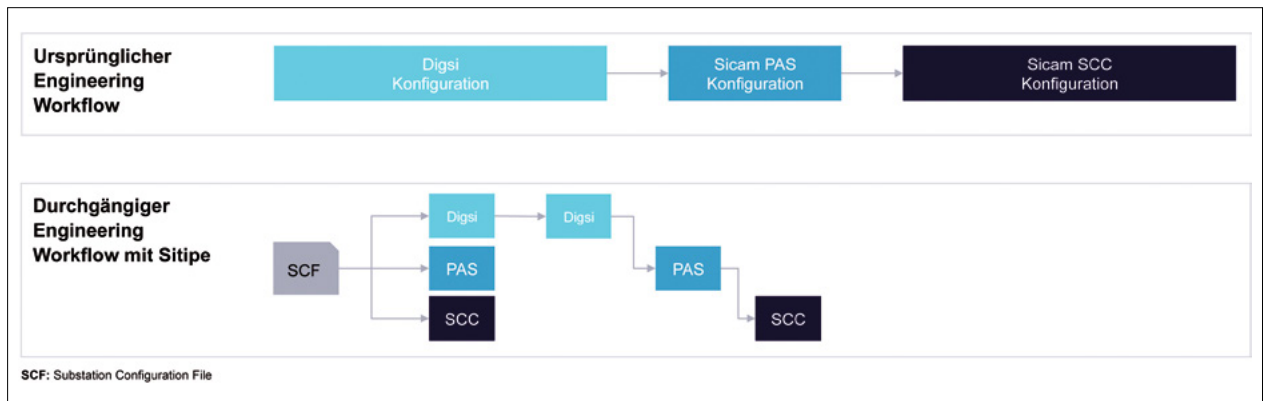 Ursprünglicher
Engineering
Workflow
Digsi
Konfiguration
Sicam PAS
Konfiguration
Sicam SCC
Konfiguration
Durchgängiger
Engineering
Workflow mit Sitipe
SCF
Digsi
Digsi
PAS
PAS
SCC
SCC
SCF: Substation Configuration File